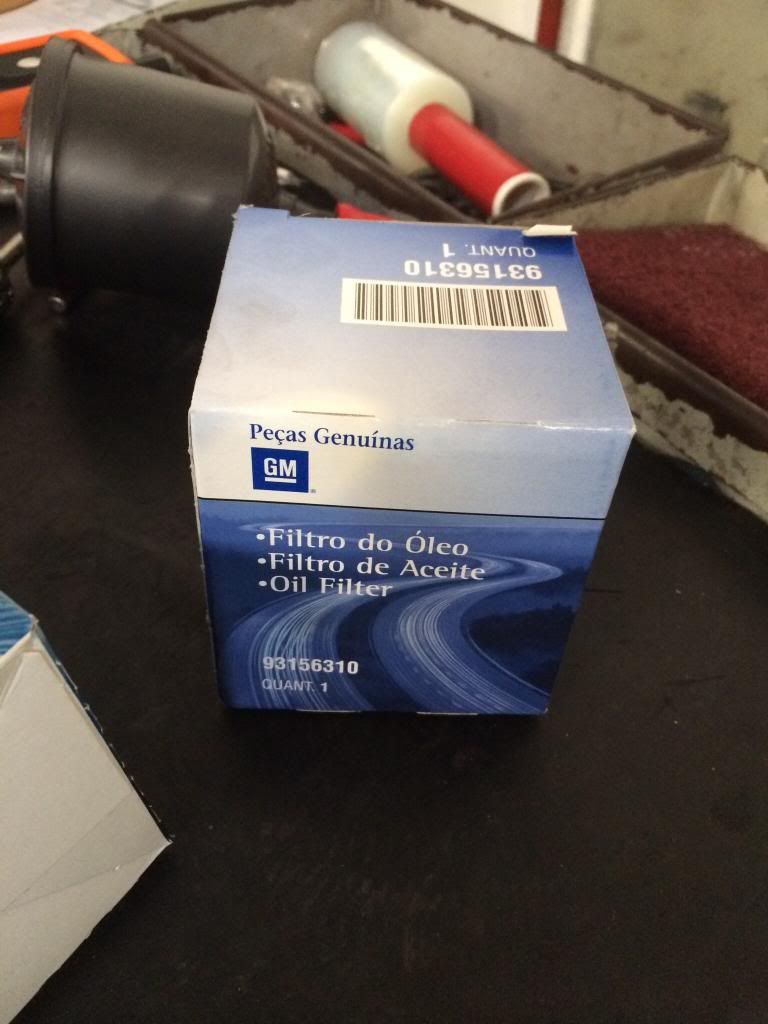 QUANT. 1
93156310
Peças Genuínas
GM
•Filtro do Óleo
•Filtro de Aceite
•Oil Filter
93156310
QUANT. 1